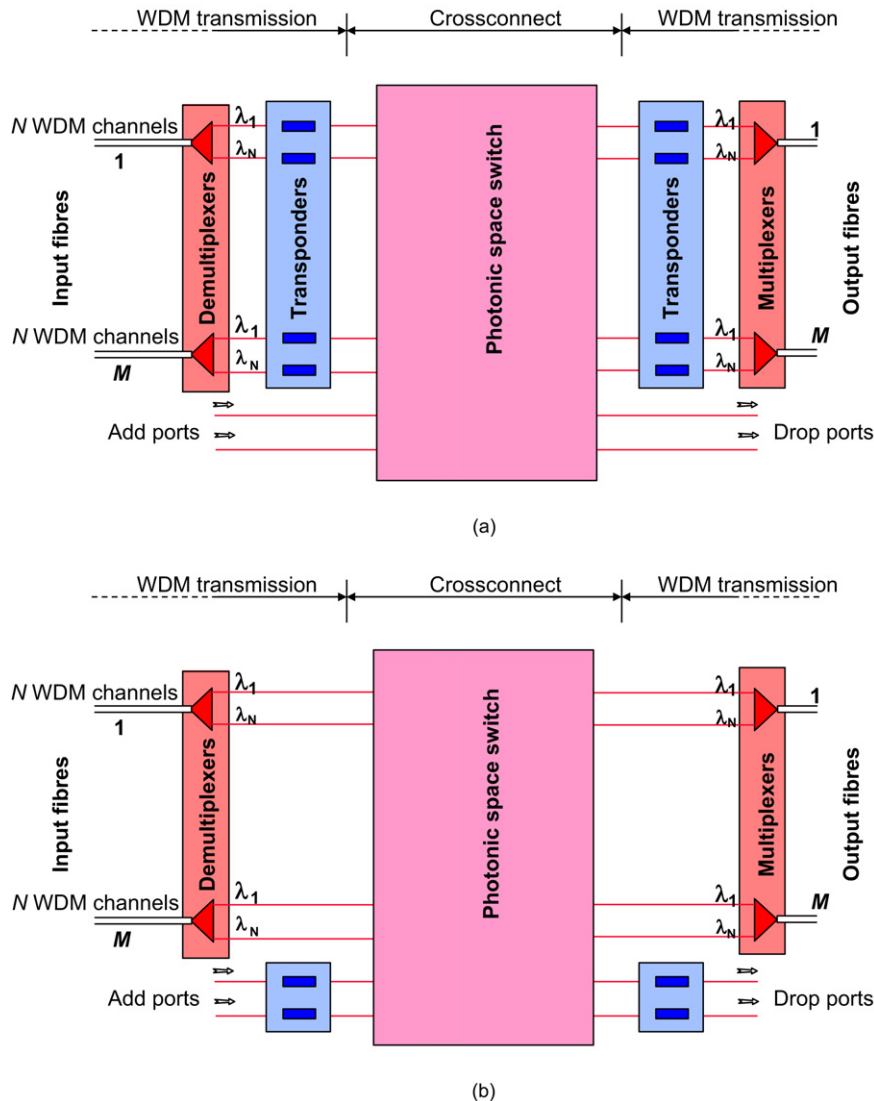 WDM transmission Crossconnect WDM transmission
N WDM channels
1
λ1
λN
Input fibres
Demultiplexers
Transponders
Photonic space switch
Transponders
λ1
λN
Multiplexers
1
Output fibres
N WDM channels
M
λ1
λN
λ1
λN
M
Add ports
Drop ports
(a)
WDM transmission Crossconnect WDM transmission
N WDM channels
1
λ1
λN
Input fibres
Demultiplexers
Photonic space switch
λ1
λN
Multiplexers
1
Output fibres
N WDM channels
M
λ1
λN
λ1
λN
M
Add ports
Drop ports
(b)